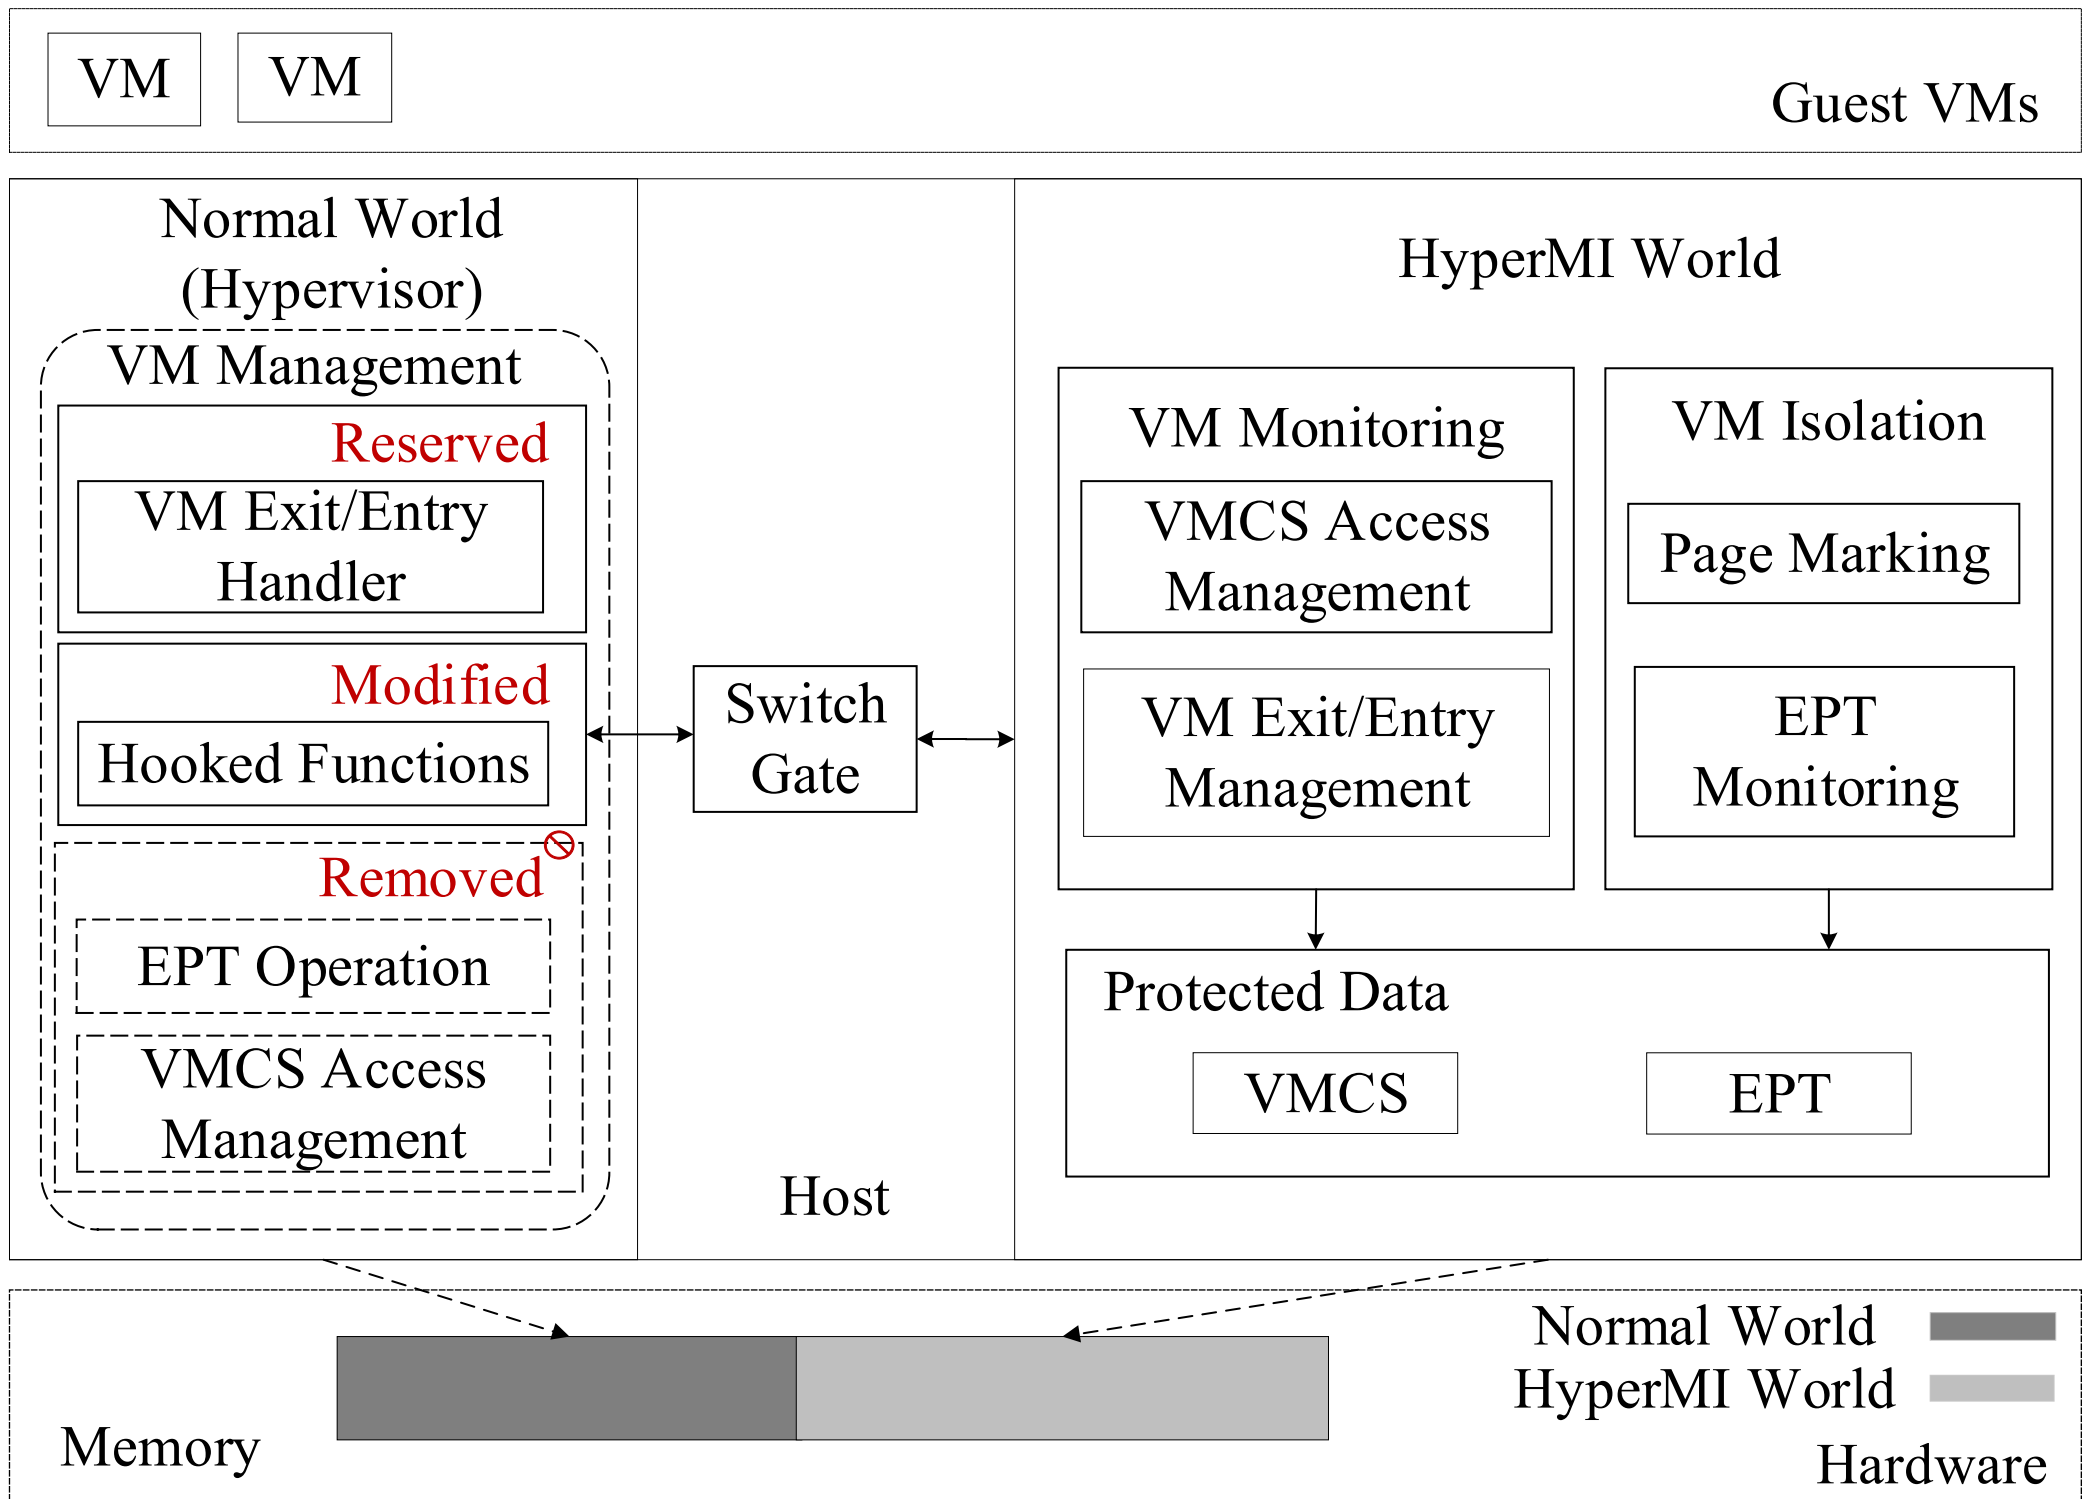 VM
VM
Guest VMs
Normal World
(Hypervisor)
VM Management
Reserved
VM Exit/Entry
Handler
Modified
Hooked Functions
Removed
EPT Operation
VMCS Access
Management
Switch
Gate
Host
HyperMI World
VM Monitoring
VMCS Access
Management
VM Exit/Entry
Management
VM Isolation
Page Marking
EPT
Monitoring
Protected Data
VMCS
EPT
Normal World
HyperMI World
Memory
Hardware